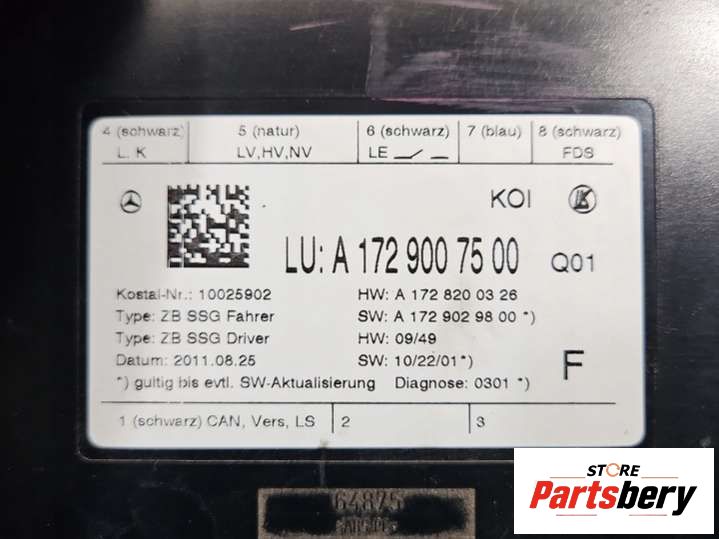 4 (schwarz) 5 (natur) 6 (schwarz) 7 (blau) 8 (schwarz)
L. K LV,HV,NV LE FDS
KOI
LU: A 172 900 75 00 Q01
Kostal-Nr.: 10025902 HW: A 172 820 03 26
Type: ZB SSG Fahrer SW: A 172 902 98 00 *)
Type: ZB SSG Driver HW: 09/49
Datum: 2011.08.25 SW: 10/22/01*) F
*) gultig bis evtl. SW-Aktualisierung Diagnose: 0301 *)
1 (schwarz) CAN, Vers, LS 2 3
64875
STORE
Partsbery